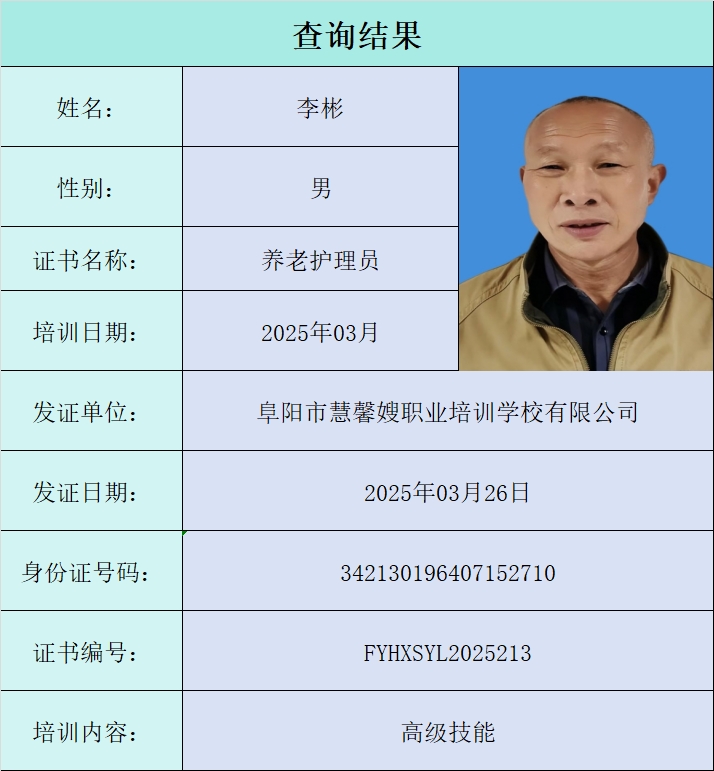 查询结果
姓名： 李彬
性别： 男
证书名称： 养老护理员
培训日期： 2025年03月
发证单位： 阜阳市慧馨嫂职业培训学校有限公司
发证日期： 2025年03月26日
身份证号码： 342130196407152710
证书编号： FYHXSYL2025213
培训内容： 高级技能